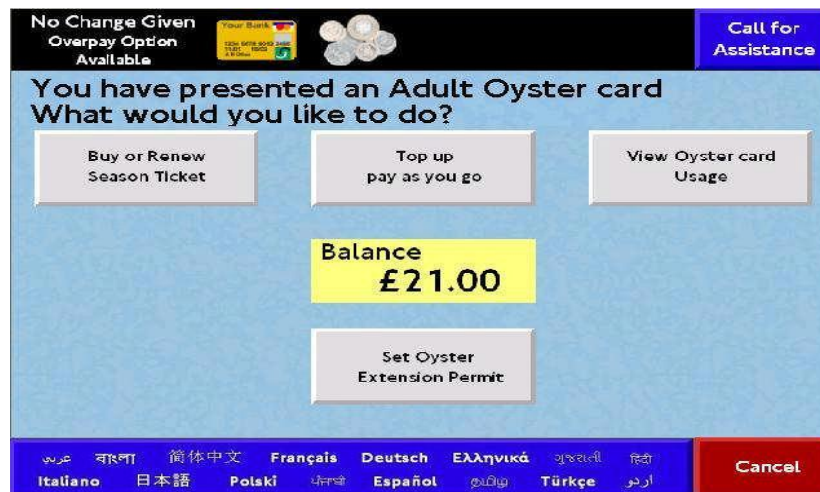 No Change Given
Overpay Option
Available
Your Bank
Call for
Assistance
You have presented an Adult Oyster card
What would you like to do?
Buy or Renew
Season Ticket
Top up
pay as you go
View Oyster card
Usage
Balance
£21.00
Set Oyster
Extension Permit
عربي বাংলা 简体中文 Français Deutsch Ελληνικά ગુજરાતી हिंदी
Italiano 日本語 Polski ਪੰਜਾਬੀ Español தமிழ் Türkçe اردو
Cancel